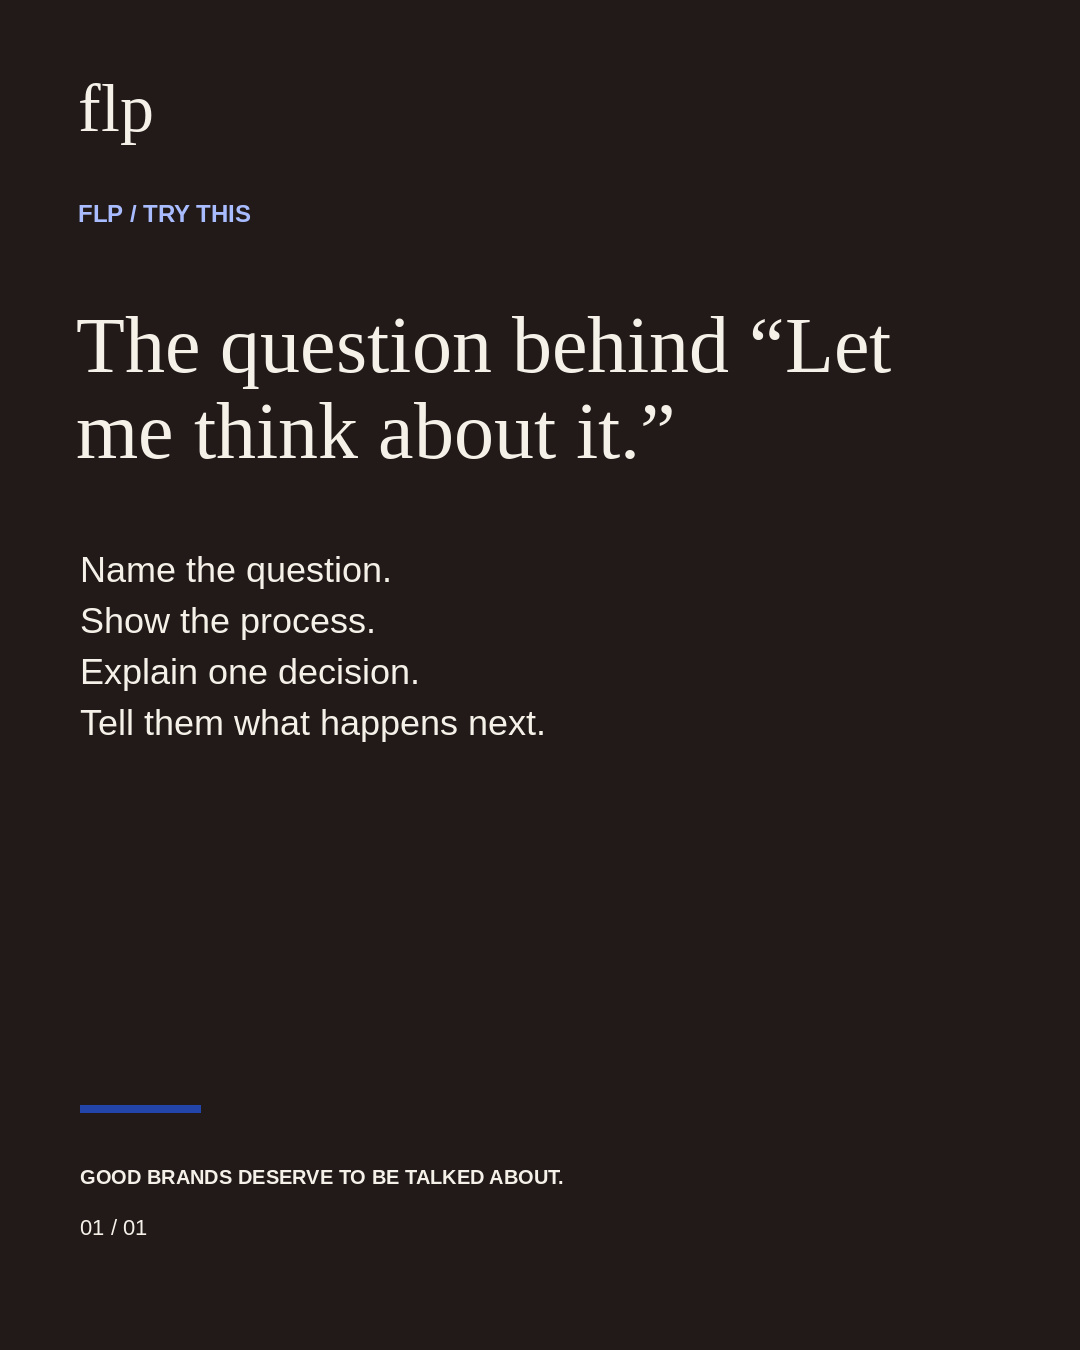 flp
FLP / TRY THIS
The question behind “Let
me think about it.”
Name the question.
Show the process.
Explain one decision.
Tell them what happens next.
GOOD BRANDS DESERVE TO BE TALKED ABOUT.
01 / 01